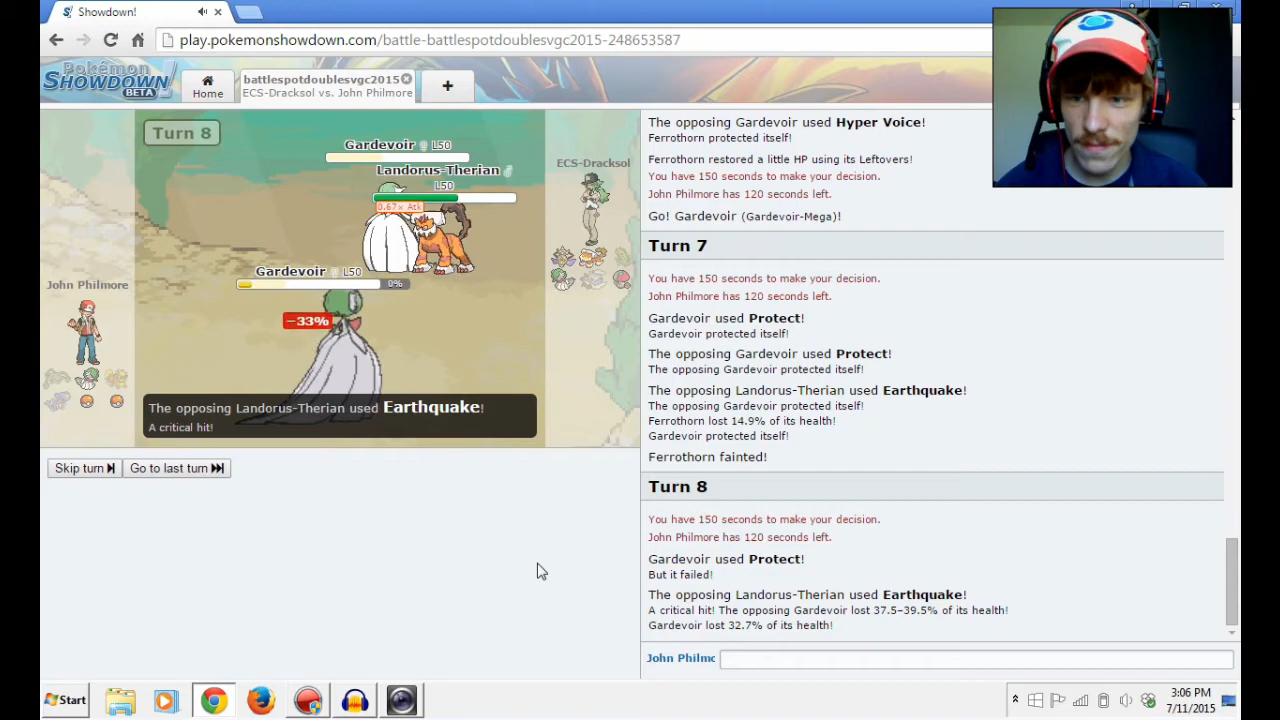 Showdown!
play.pokemonshowdown.com/battle-battlespotdoublesvgc2015-248653587
Pokémon
SHOWDOWN
BETA
Home
battlespotdoublesvgc2015
ECS-Dracksol vs. John Philmore
+
Turn 8
Gardevoir L50
Landorus-Therian
L50
0.67× Atk
ECS-Dracksol
Gardevoir L50
0%
John Philmore
-33%
The opposing Landorus-Therian used Earthquake!
A critical hit!
Skip turn
Go to last turn
The opposing Gardevoir used Hyper Voice!
Ferrothorn protected itself!
Ferrothorn restored a little HP using its Leftovers!
You have 150 seconds to make your decision.
John Philmore has 120 seconds left.
Go! Gardevoir (Gardevoir-Mega)!
Turn 7
You have 150 seconds to make your decision.
John Philmore has 120 seconds left.
Gardevoir used Protect!
Gardevoir protected itself!
The opposing Gardevoir used Protect!
The opposing Gardevoir protected itself!
The opposing Landorus-Therian used Earthquake!
The opposing Gardevoir protected itself!
Ferrothorn lost 14.9% of its health!
Gardevoir protected itself!
Ferrothorn fainted!
Turn 8
You have 150 seconds to make your decision.
John Philmore has 120 seconds left.
Gardevoir used Protect!
But it failed!
The opposing Landorus-Therian used Earthquake!
A critical hit! The opposing Gardevoir lost 37.5–39.5% of its health!
Gardevoir lost 32.7% of its health!
John Philmc
Start
3:06 PM
7/11/2015